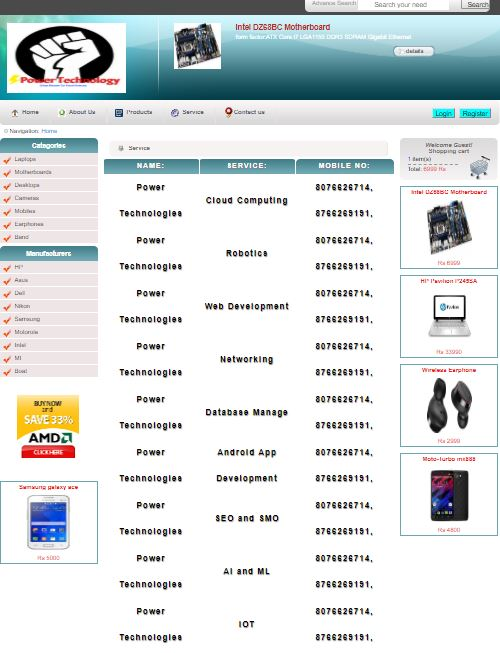 Advance Search
Search your need
Search
Power Technology
Intel DZ68BC Motherboard
form factor:ATX Core:i7 LGA1155 DDR3 SDRAM Gigabit Ethernet
details
Home
About Us
Products
Service
Contact us
Login
Register
Navigation: Home
Categories
Laptops
Motherboards
Desktops
Cameras
Mobiles
Earphones
Band
Manufacturers
HP
Asus
Dell
Nikon
Samsung
Motorola
Intel
MI
Boat
BUY NOW
and
SAVE 33%
AMD
CLICK HERE
Samsung galaxy ace
Rs 5000
Service
NAME: SERVICE: MOBILE NO:
Power Technologies Cloud Computing 8076626714, 8766269191,
Power Technologies Robotics 8076626714, 8766269191,
Power Technologies Web Development 8076626714, 8766269191,
Power Technologies Networking 8076626714, 8766269191,
Power Technologies Database Manage 8076626714, 8766269191,
Power Technologies Android App Development 8076626714, 8766269191,
Power Technologies SEO and SMO 8076626714, 8766269191,
Power Technologies AI and ML 8076626714, 8766269191,
Power Technologies IOT 8076626714, 8766269191,
Welcome Guest!
Shopping cart
1 item(s)
Total: 6999 Rs
Intel DZ68BC Motherboard
Rs 6999
HP Pavilion P245SA
Rs 33990
Wireless Earphone
Rs 2999
Moto-Turbo mx888
Rs 4800